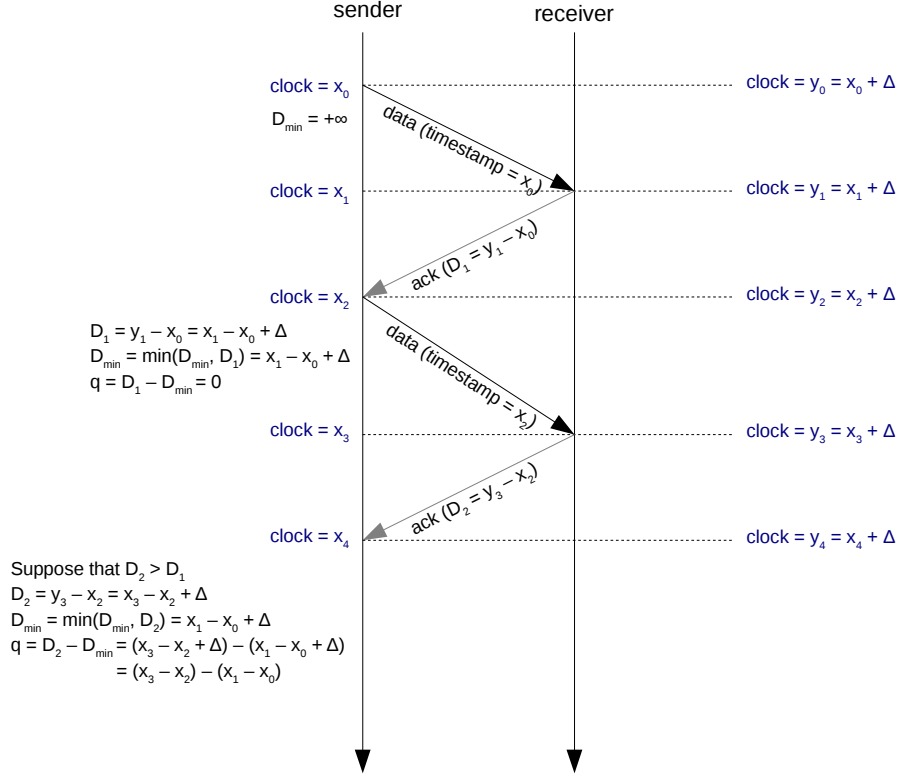 sender
receiver
clock = x₀
clock = y₀ = x₀ + Δ
Dmin = +∞
data (timestamp = x₀)
clock = x₁
clock = y₁ = x₁ + Δ
ack (D₁ = y₁ – x₀)
clock = x₂
clock = y₂ = x₂ + Δ
D₁ = y₁ – x₀ = x₁ – x₀ + Δ
Dmin = min(Dmin, D₁) = x₁ – x₀ + Δ
q = D₁ – Dmin = 0
data (timestamp = x₂)
clock = x₃
clock = y₃ = x₃ + Δ
ack (D₂ = y₃ – x₂)
clock = x₄
clock = y₄ = x₄ + Δ
Suppose that D₂ > D₁
D₂ = y₃ – x₂ = x₃ – x₂ + Δ
Dmin = min(Dmin, D₂) = x₁ – x₀ + Δ
q = D₂ – Dmin = (x₃ – x₂ + Δ) – (x₁ – x₀ + Δ)
= (x₃ – x₂) – (x₁ – x₀)